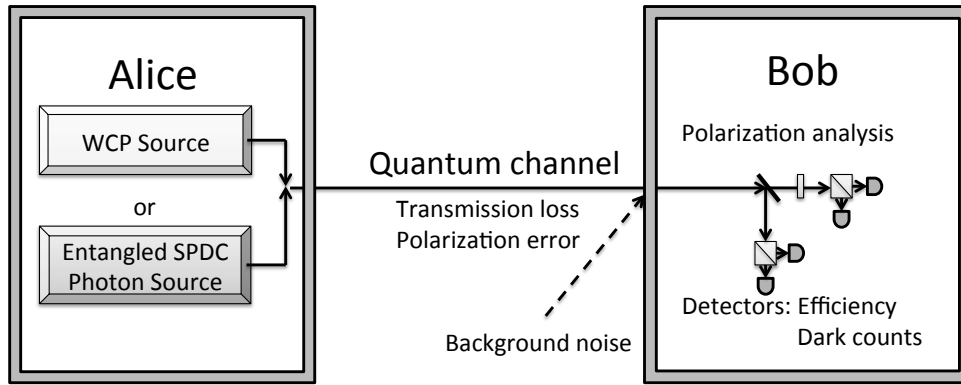 Alice
WCP Source
or
Entangled SPDC
Photon Source
Quantum channel
Transmission loss
Polarization error
Background noise
Bob
Polarization analysis
Detectors: Efficiency
Dark counts